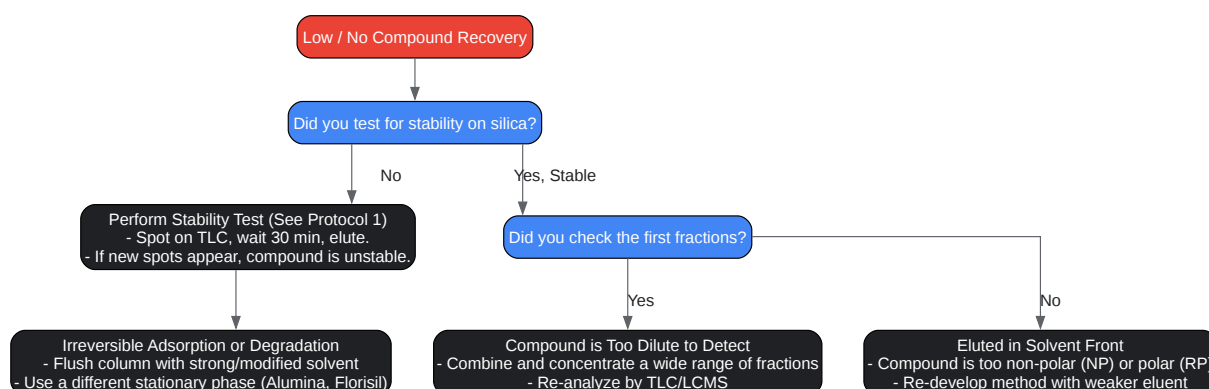 Low / No Compound Recovery
Did you test for stability on silica?
No
Yes, Stable
Perform Stability Test (See Protocol 1)
- Spot on TLC, wait 30 min, elute.
- If new spots appear, compound is unstable.
Did you check the first fractions?
Yes
No
Irreversible Adsorption or Degradation
- Flush column with strong/modified solvent
- Use a different stationary phase (Alumina, Florisil)
Compound is Too Dilute to Detect
- Combine and concentrate a wide range of fractions
- Re-analyze by TLC/LCMS
Eluted in Solvent Front
- Compound is too non-polar (NP) or polar (RP)
- Re-develop method with weaker eluent